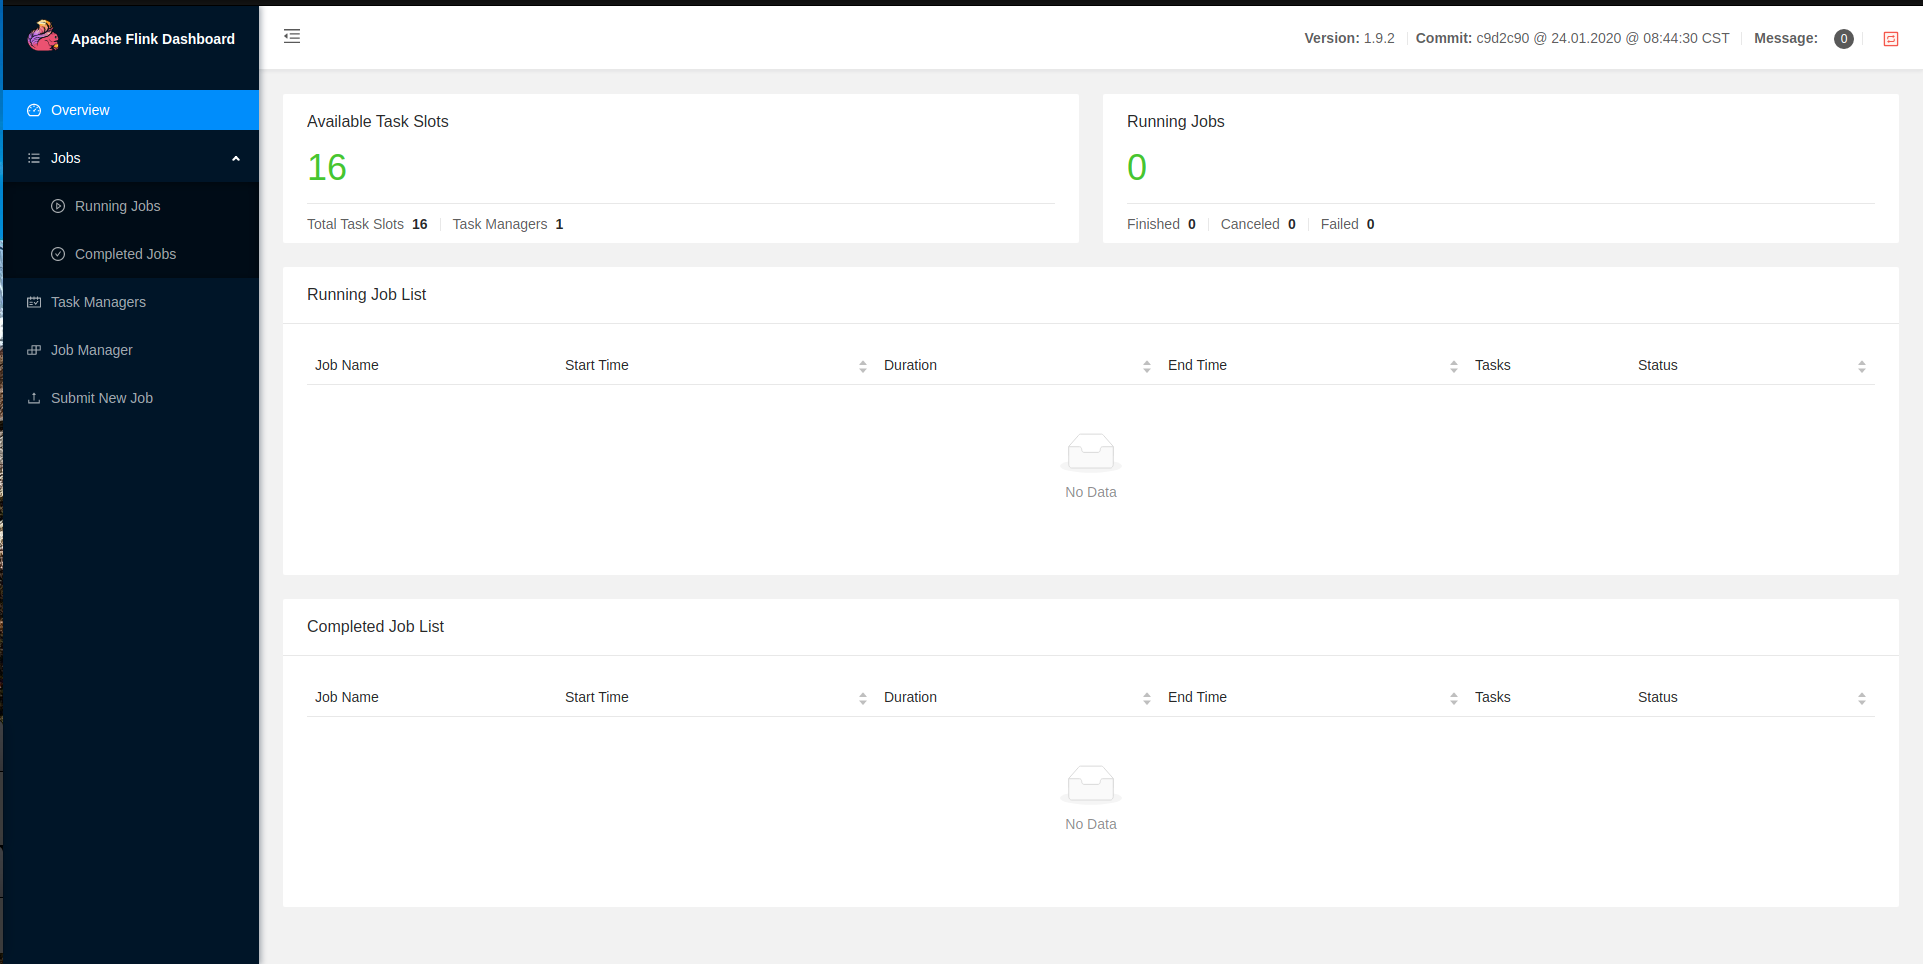 Apache Flink Dashboard
Version: 1.9.2 Commit: c9d2c90 @ 24.01.2020 @ 08:44:30 CST Message: 0
Overview
Jobs
Running Jobs
Completed Jobs
Task Managers
Job Manager
Submit New Job
Available Task Slots
16
Total Task Slots 16 Task Managers 1
Running Jobs
0
Finished 0 Canceled 0 Failed 0
Running Job List
Job Name Start Time Duration End Time Tasks Status
No Data
Completed Job List
Job Name Start Time Duration End Time Tasks Status
No Data